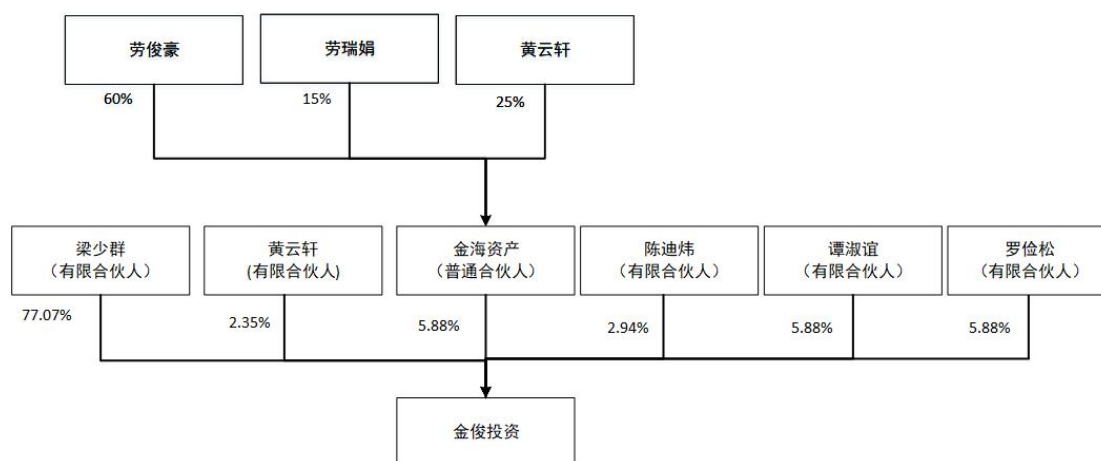 劳俊豪
劳瑞娟
黄云轩
60%
15%
25%
梁少群
（有限合伙人）
黄云轩
(有限合伙人)
金海资产
（普通合伙人）
陈迪炜
（有限合伙人）
谭淑谊
（有限合伙人）
罗俭松
（有限合伙人）
77.07%
2.35%
5.88%
2.94%
5.88%
5.88%
金俊投资